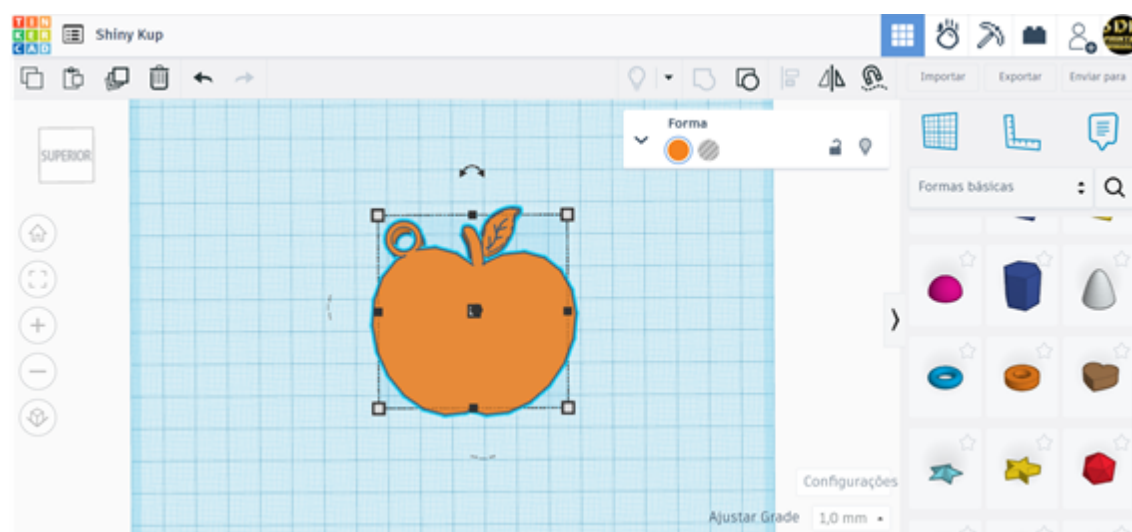 TIN
KER
CAD
Shiny Kup
Importar
Exportar
Enviar para
SUPERIOR
Forma
Formas básicas
Configurações
Ajustar Grade
1,0 mm